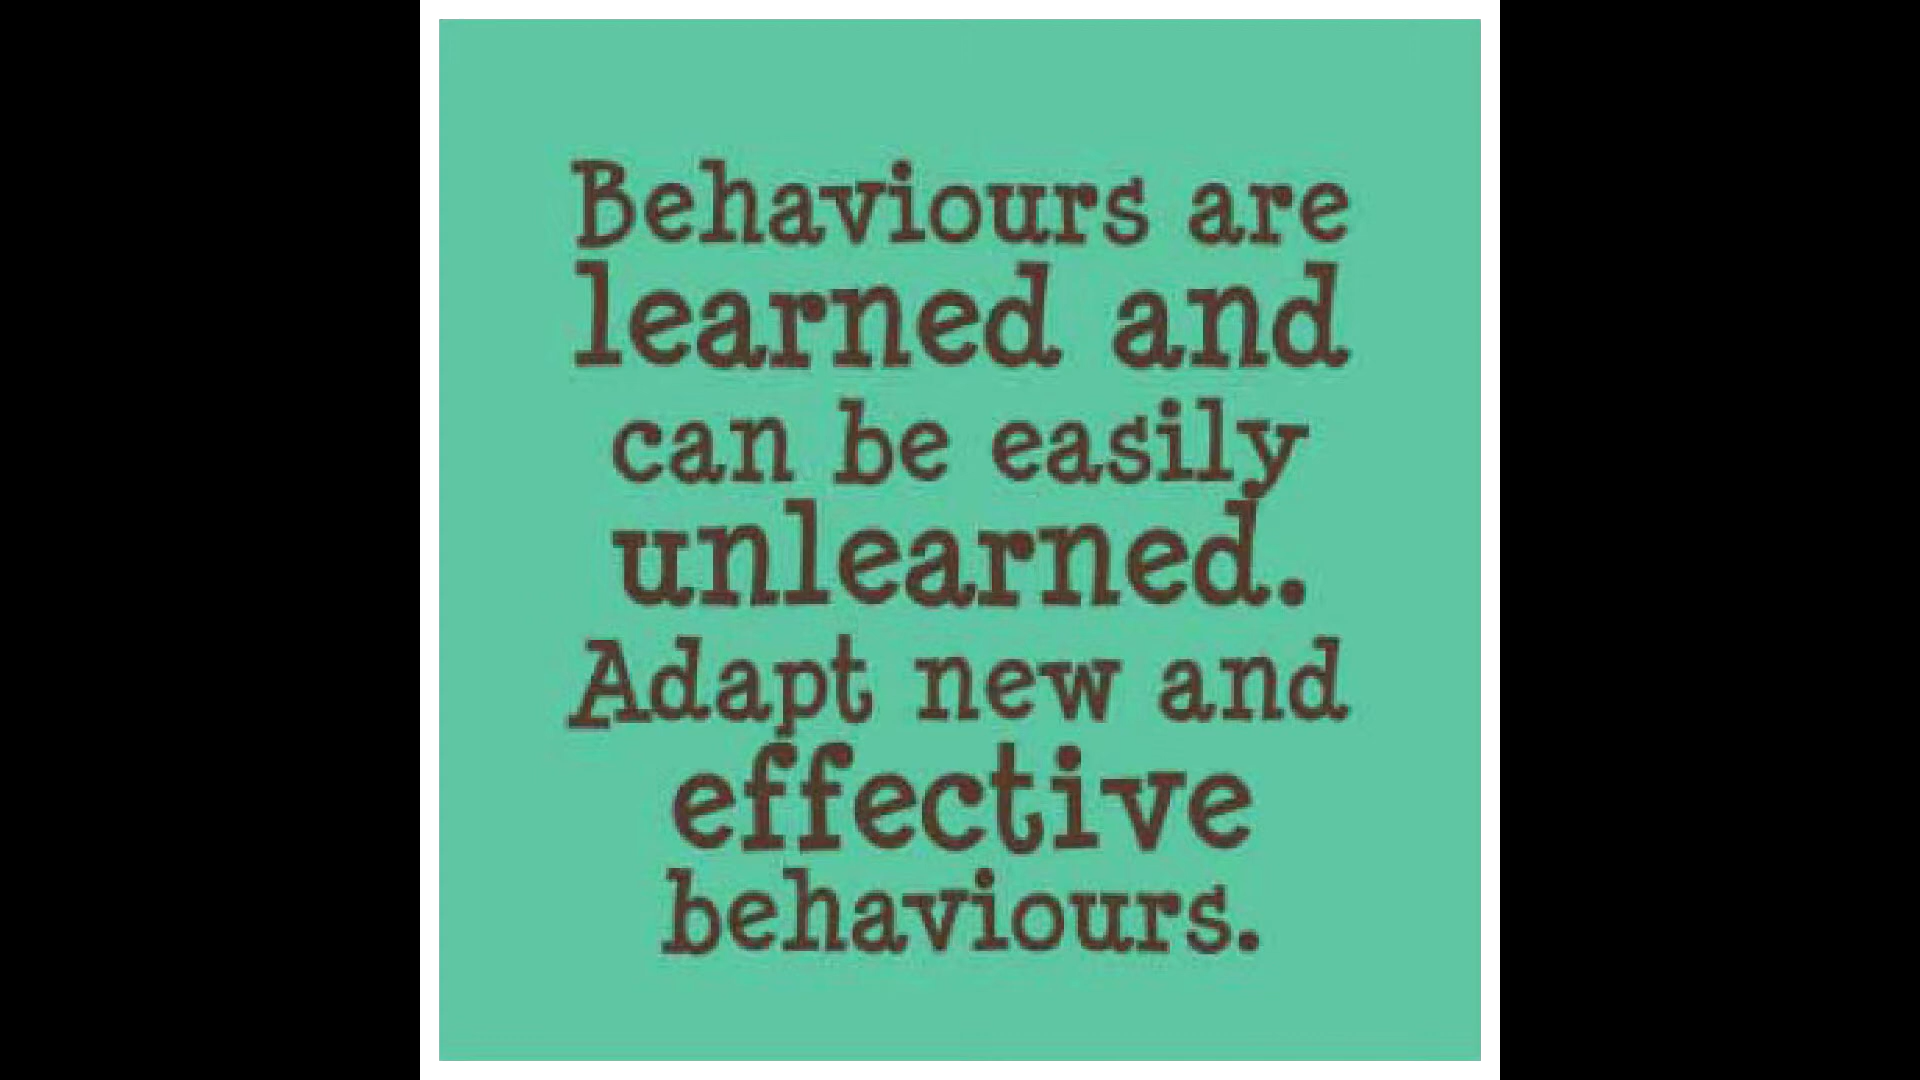 Behaviours are
learned and
can be easily
unlearned.
Adapt new and
effective
behaviours.